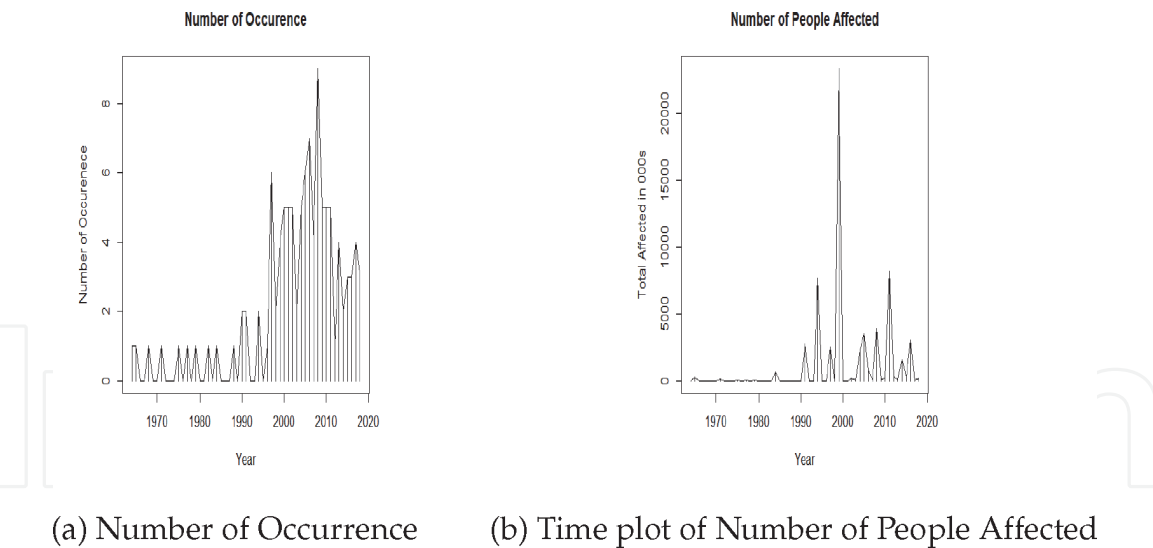 Number of Occurence
Number of Occurenece
8
6
4
2
0
1970 1980 1990 2000 2010 2020
Year
(a) Number of Occurrence
Number of People Affected
Total Affected in 000s
20000
15000
10000
5000
0
1970 1980 1990 2000 2010 2020
Year
(b) Time plot of Number of People Affected